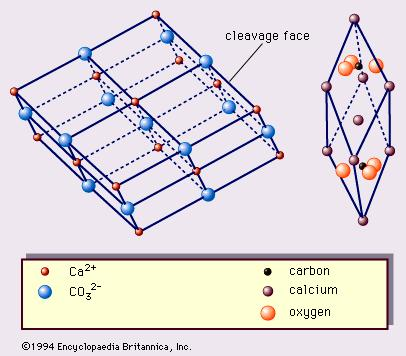 cleavage face
Ca2+
CO32-
carbon
calcium
oxygen
©1994 Encyclopaedia Britannica, Inc.